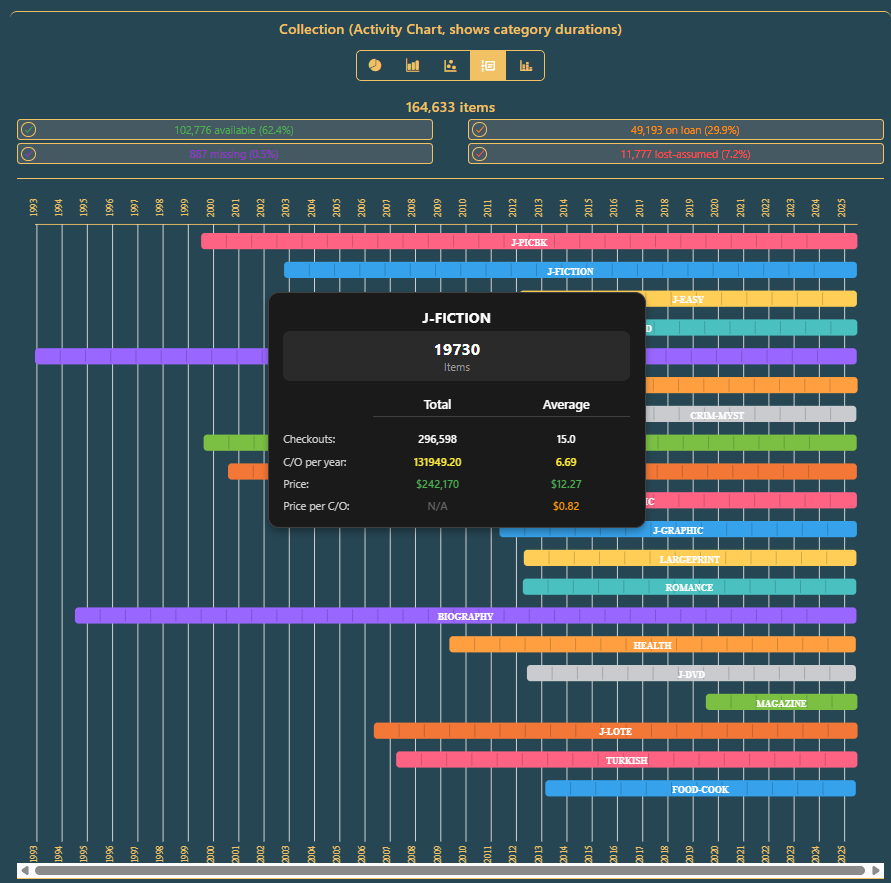 Collection (Activity Chart, shows category durations)
164,633 items
102,776 available (62.4%)
49,193 on loan (29.9%)
887 missing (0.5%)
11,777 lost-assumed (7.2%)
1993 1994 1995 1996 1997 1998 1999 2000 2001 2002 2003 2004 2005 2006 2007 2008 2009 2010 2011 2012 2013 2014 2015 2016 2017 2018 2019 2020 2021 2022 2023 2024 2025
J-PICBK
J-FICTION
J-EASY
D
CRIM-MYST
IC
J-FICTION
19730
Items
Total Average
Checkouts: 296,598 15.0
C/O per year: 131949.20 6.69
Price: $242,170 $12.27
Price per C/O: N/A $0.82
J-GRAPHIC
LARGEPRINT
ROMANCE
BIOGRAPHY
HEALTH
J-DVD
MAGAZINE
J-LOTE
TURKISH
FOOD-COOK
1993 1994 1995 1996 1997 1998 1999 2000 2001 2002 2003 2004 2005 2006 2007 2008 2009 2010 2011 2012 2013 2014 2015 2016 2017 2018 2019 2020 2021 2022 2023 2024 2025